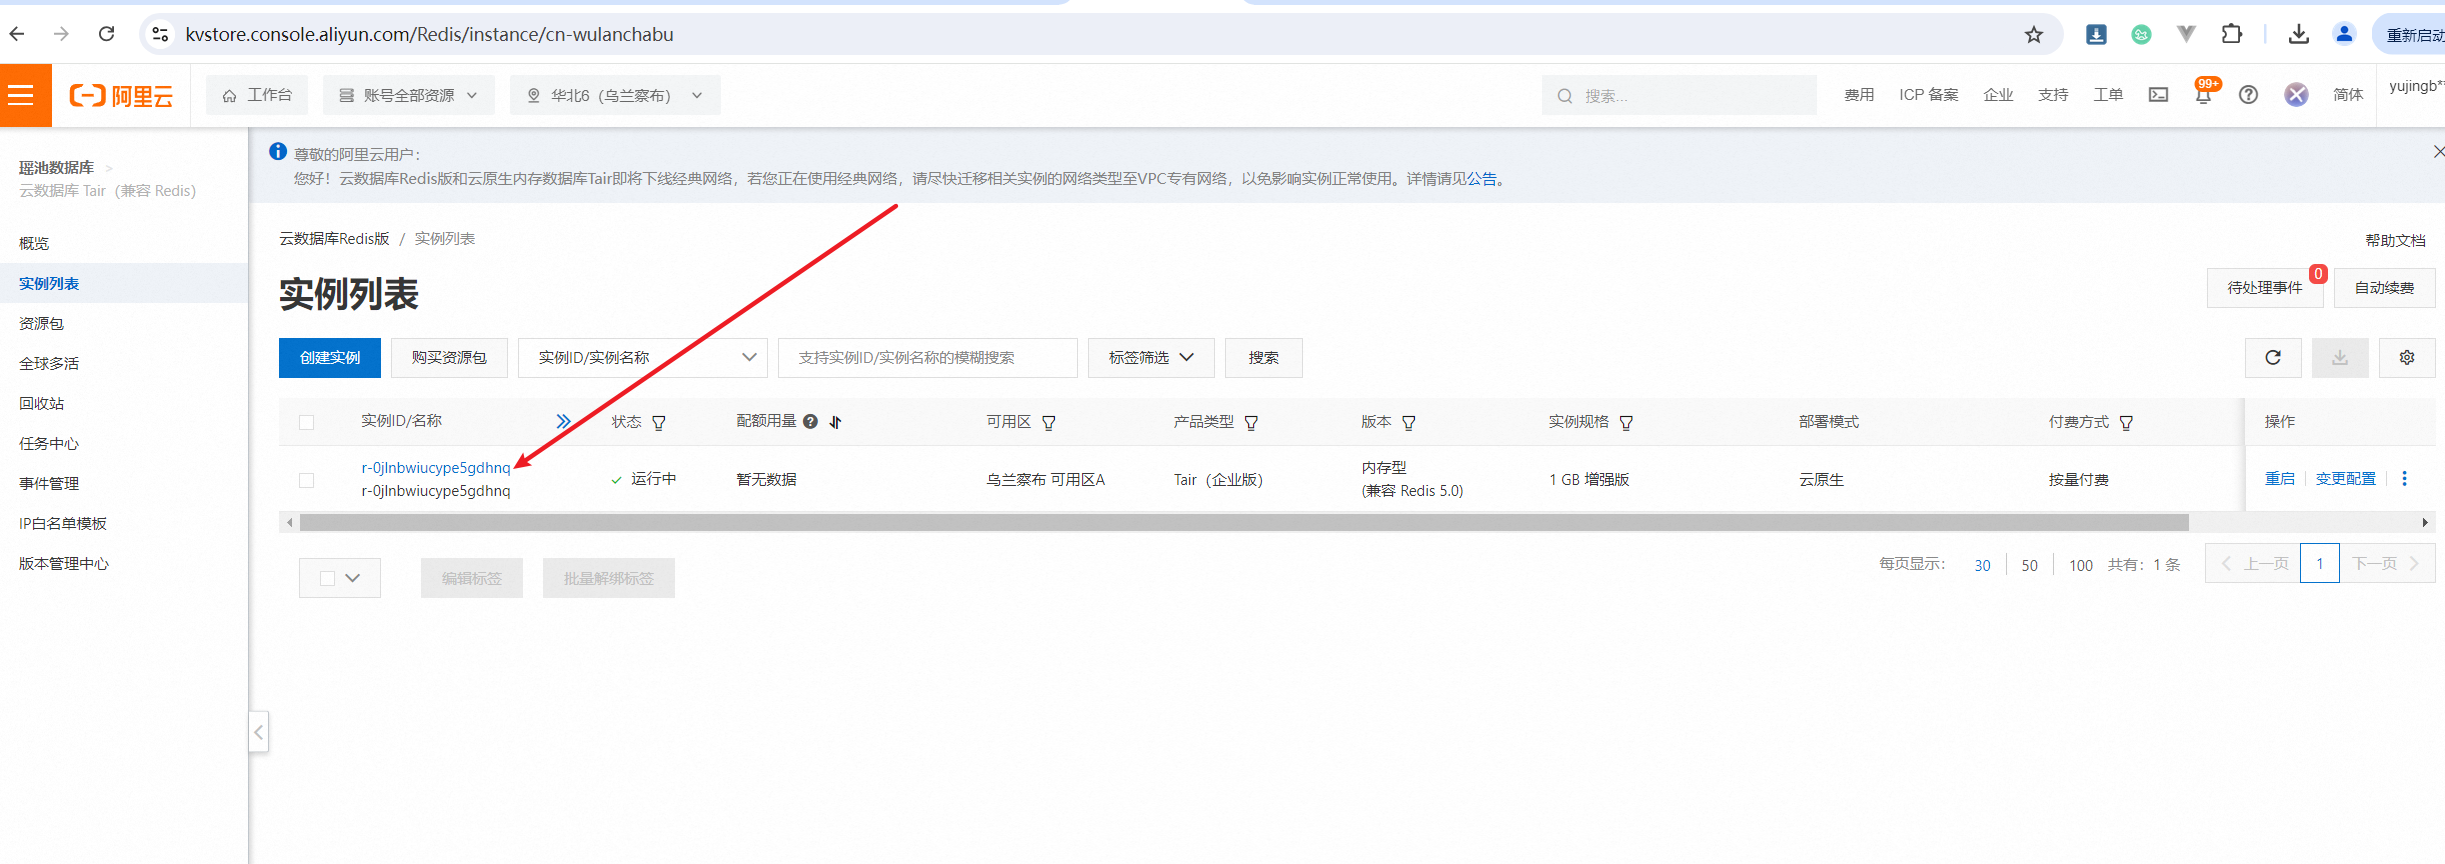 kvstore.console.aliyun.com/Redis/instance/cn-wulanchabu
重新启动
阿里云
工作台
账号全部资源
华北6（乌兰察布）
搜索...
费用
ICP 备案
企业
支持
工单
99+
简体
yujingb*
瑶池数据库 >
云数据库 Tair（兼容 Redis）
概览
实例列表
资源包
全球多活
回收站
任务中心
事件管理
IP白名单模板
版本管理中心
尊敬的阿里云用户：
您好！云数据库Redis版和云原生内存数据库Tair即将下线经典网络，若您正在使用经典网络，请尽快迁移相关实例的网络类型至VPC专有网络，以免影响实例正常使用。详情请见公告。
云数据库Redis版 / 实例列表
帮助文档
实例列表
待处理事件
0
自动续费
创建实例
购买资源包
实例ID/实例名称
支持实例ID/实例名称的模糊搜索
标签筛选
搜索
实例ID/名称
状态
配额用量
可用区
产品类型
版本
实例规格
部署模式
付费方式
操作
r-0jlnbwiucype5gdhnq
r-0jlnbwiucype5gdhnq
运行中
暂无数据
乌兰察布 可用区A
Tair（企业版）
内存型
(兼容 Redis 5.0)
1 GB 增强版
云原生
按量付费
重启
变更配置
编辑标签
批量解绑标签
每页显示：
30
50
100
共有：1 条
上一页
1
下一页